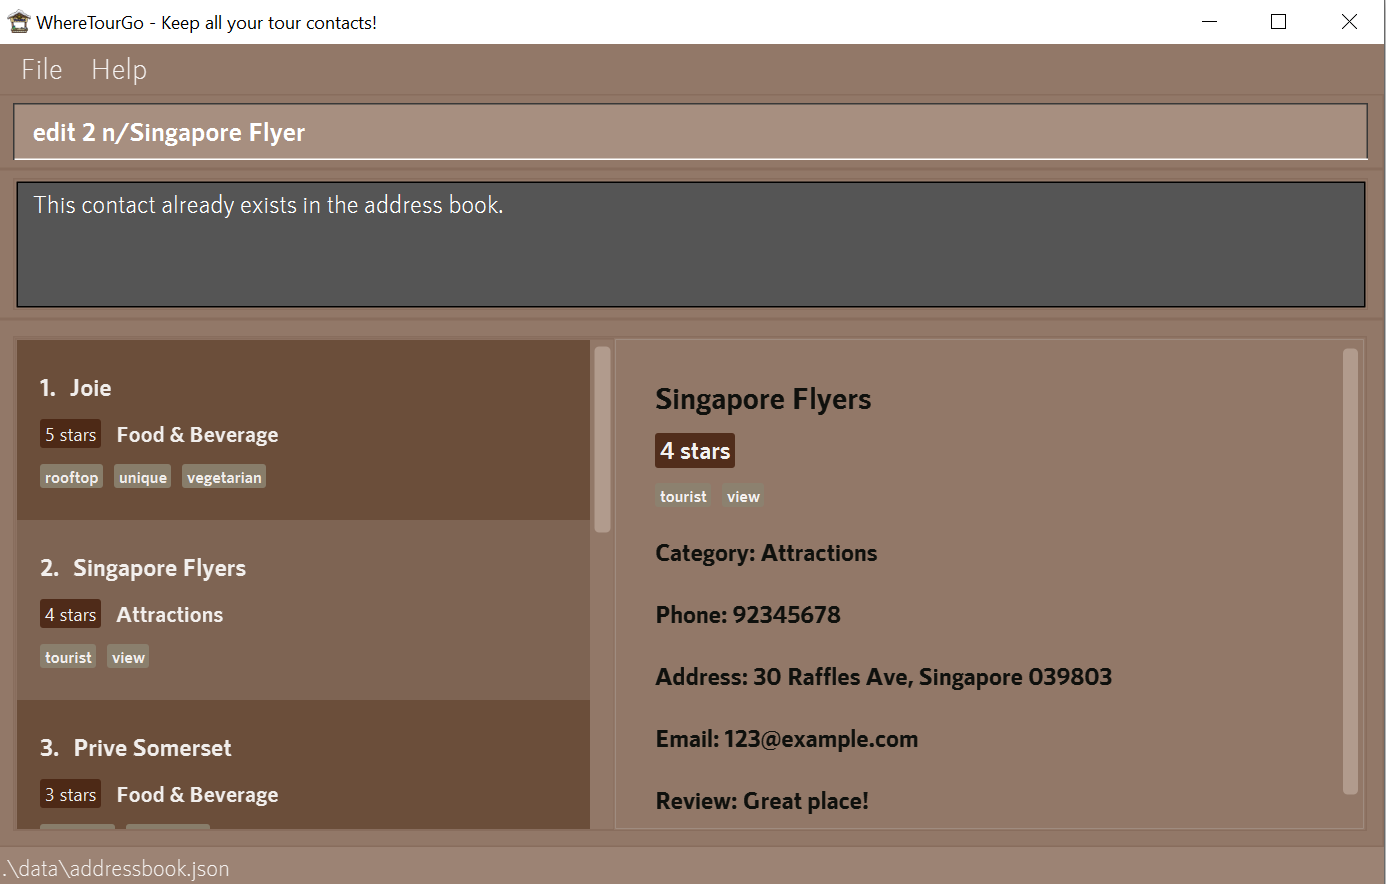 WhereTourGo - Keep all your tour contacts!
File Help
edit 2 n/Singapore Flyer
This contact already exists in the address book.
1. Joie
5 stars Food & Beverage
rooftop unique vegetarian
2. Singapore Flyers
4 stars Attractions
tourist view
3. Prive Somerset
3 stars Food & Beverage
Singapore Flyers
4 stars
tourist view
Category: Attractions
Phone: 92345678
Address: 30 Raffles Ave, Singapore 039803
Email: 123@example.com
Review: Great place!
.\data\addressbook.json